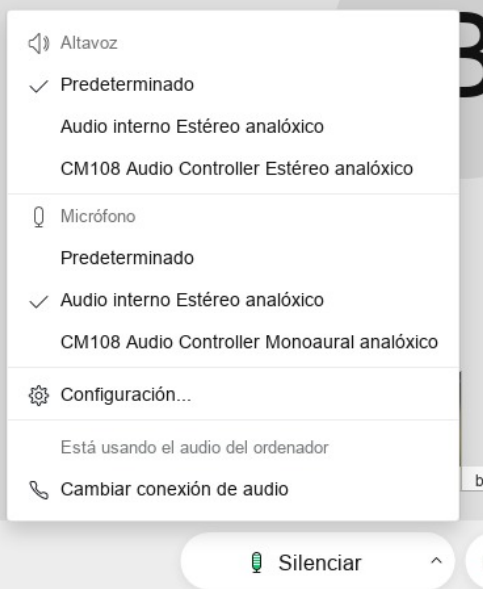 Altavoz
Predeterminado
Audio interno Estéreo analóxico
CM108 Audio Controller Estéreo analóxico
Micrófono
Predeterminado
Audio interno Estéreo analóxico
CM108 Audio Controller Monoaural analóxico
Configuración...
Está usando el audio del ordenador
Cambiar conexión de audio
Silenciar